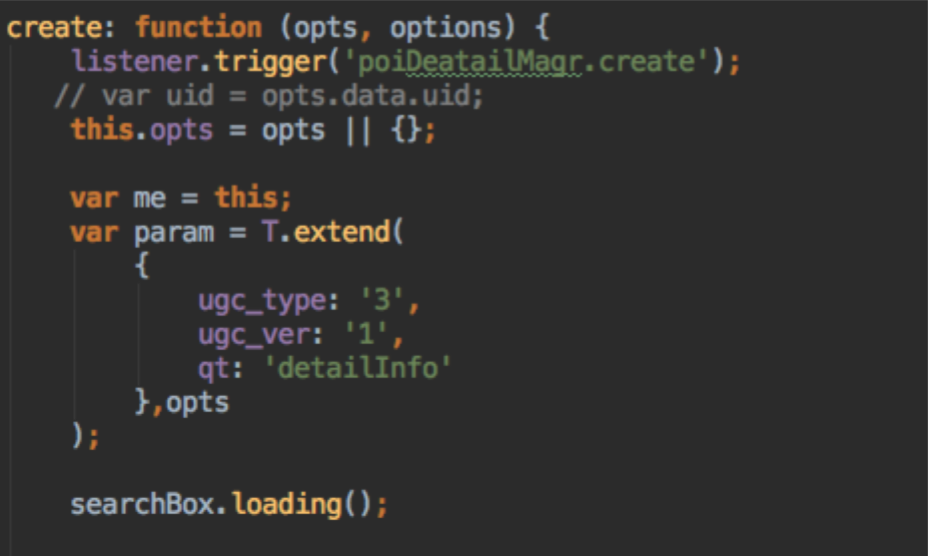 create: function (opts, options) {
listener.trigger('poiDeatailMagr.create');
// var uid = opts.data.uid;
this.opts = opts || {};
var me = this;
var param = T.extend(
{
ugc_type: '3',
ugc_ver: '1',
qt: 'detailInfo'
},opts
);
searchBox.loading();